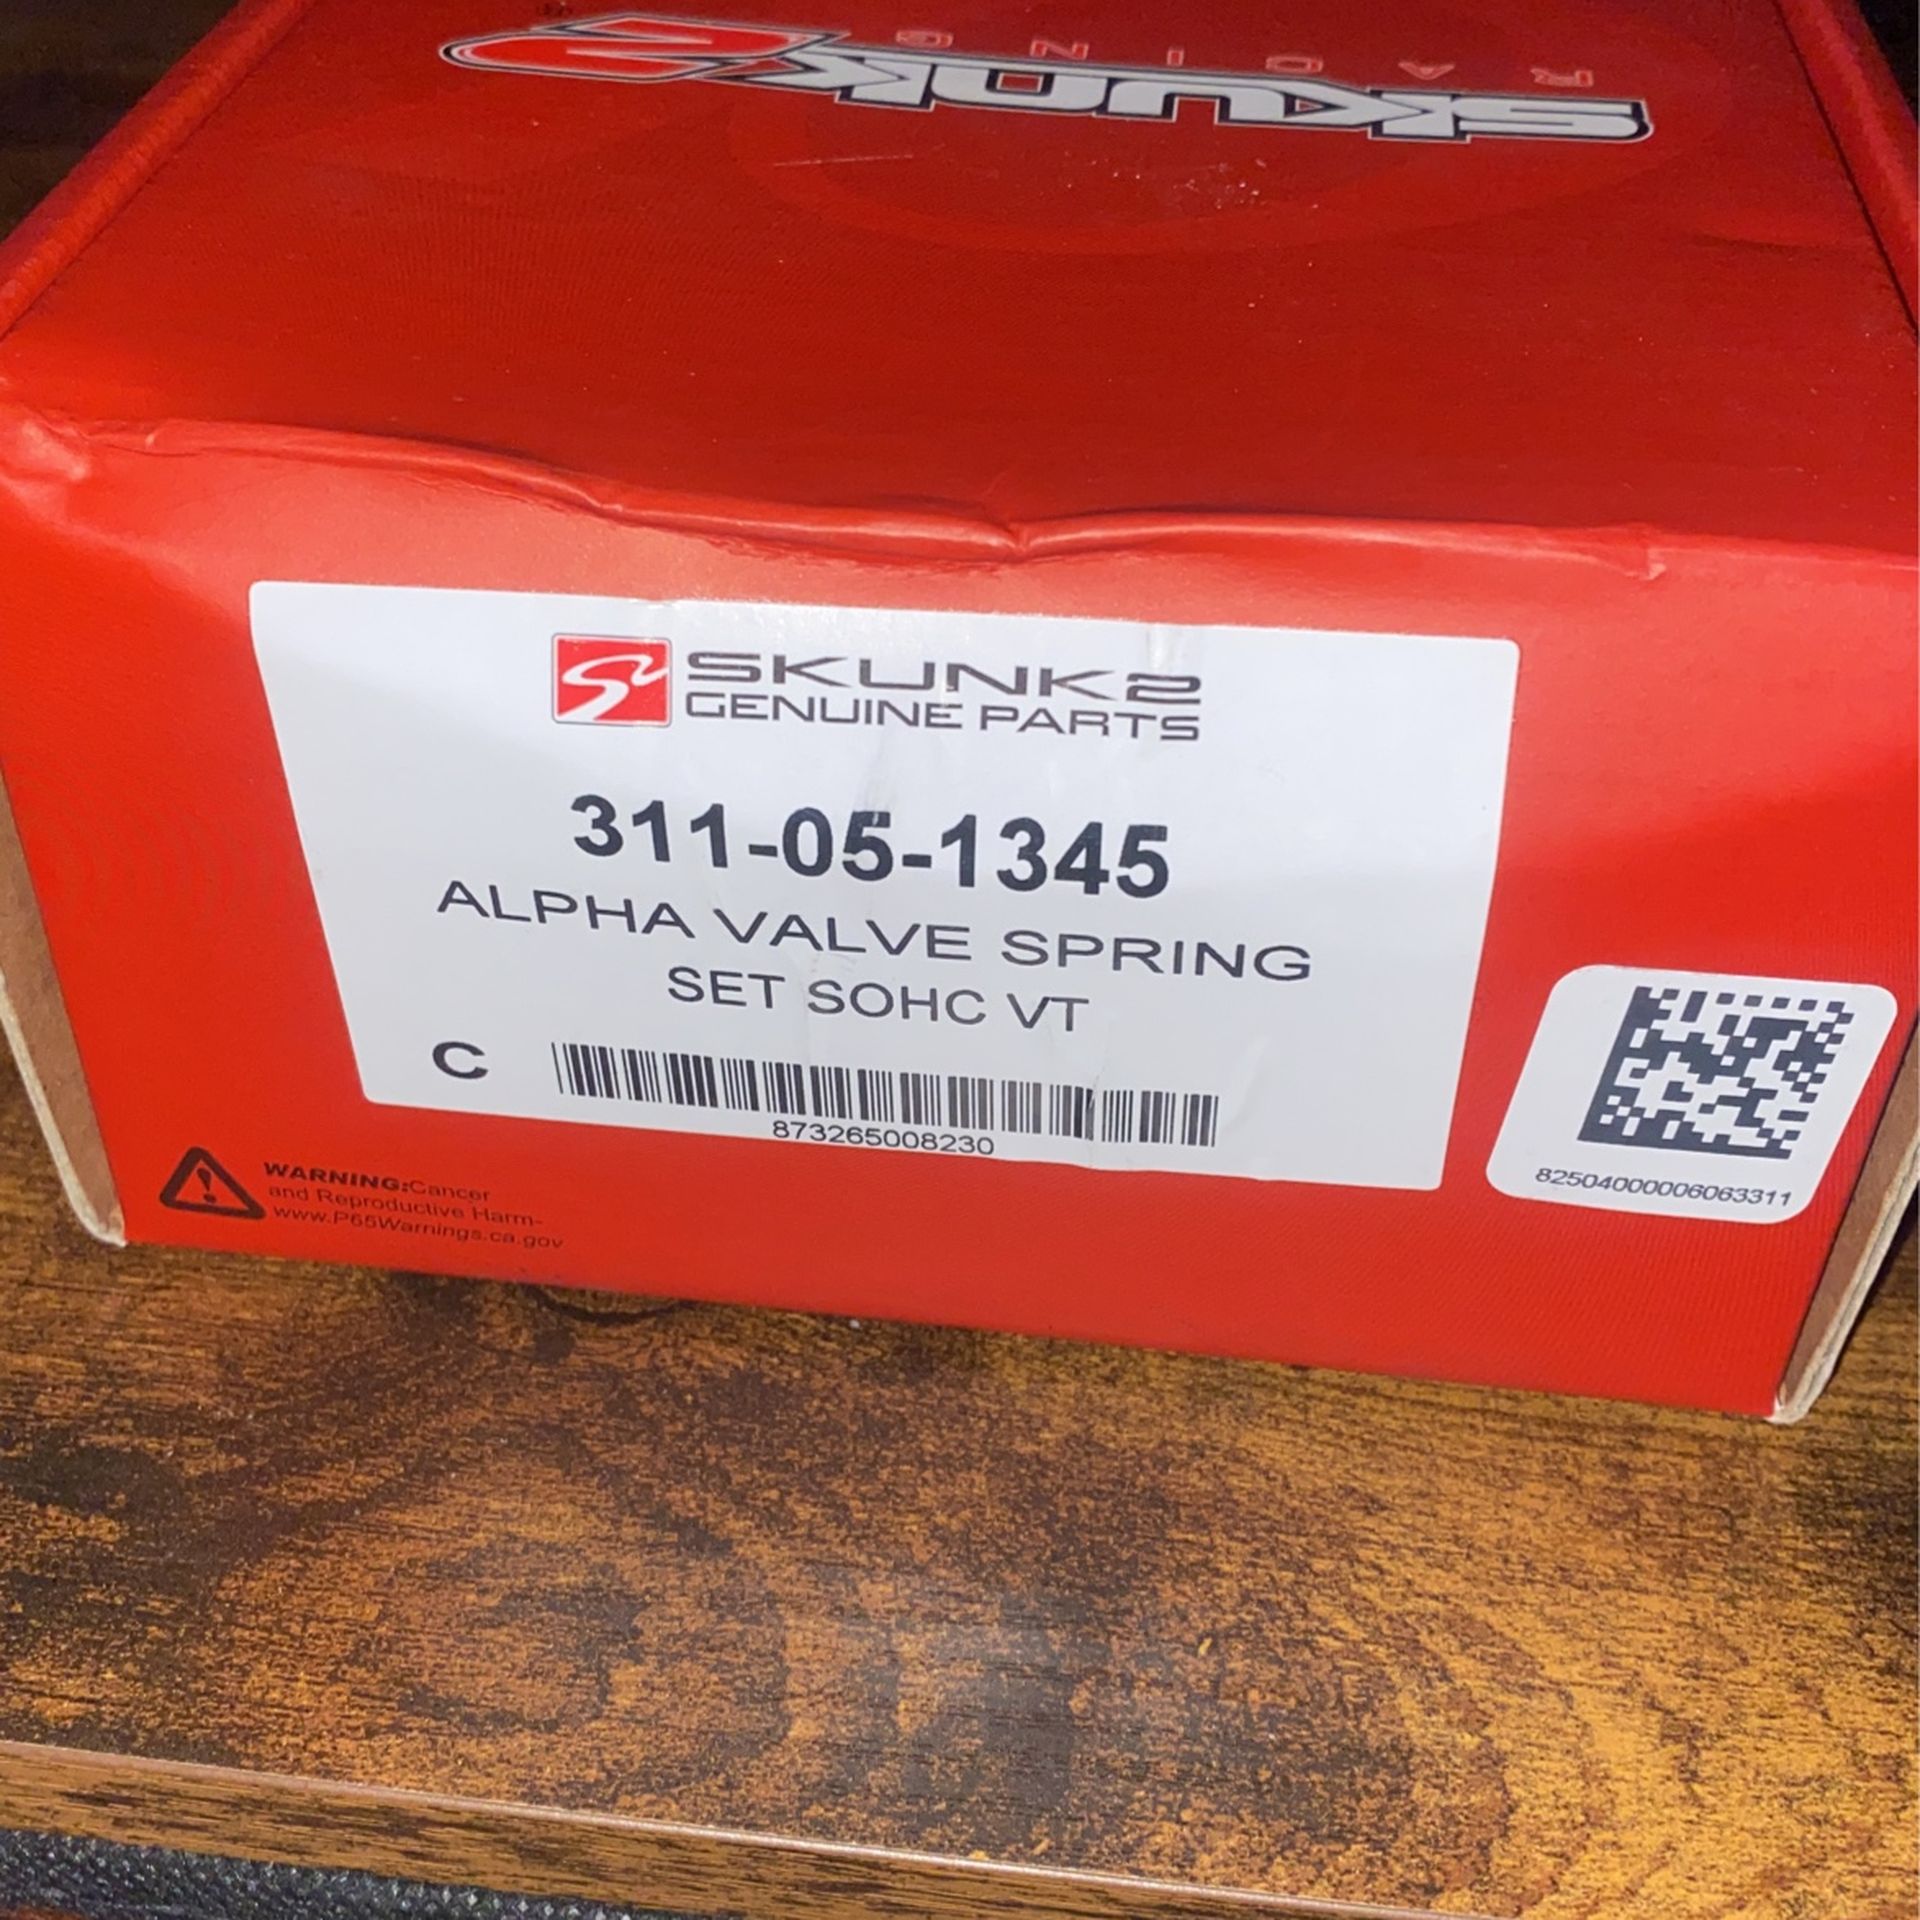 SKUNK2
RACING
SKUNK2
GENUINE PARTS
311-05-1345
ALPHA VALVE SPRING
SET SOHC VT
C
873265008230
WARNING:Cancer
and Reproductive Harm-
www.P65Warnings.ca.gov
82504000006063311